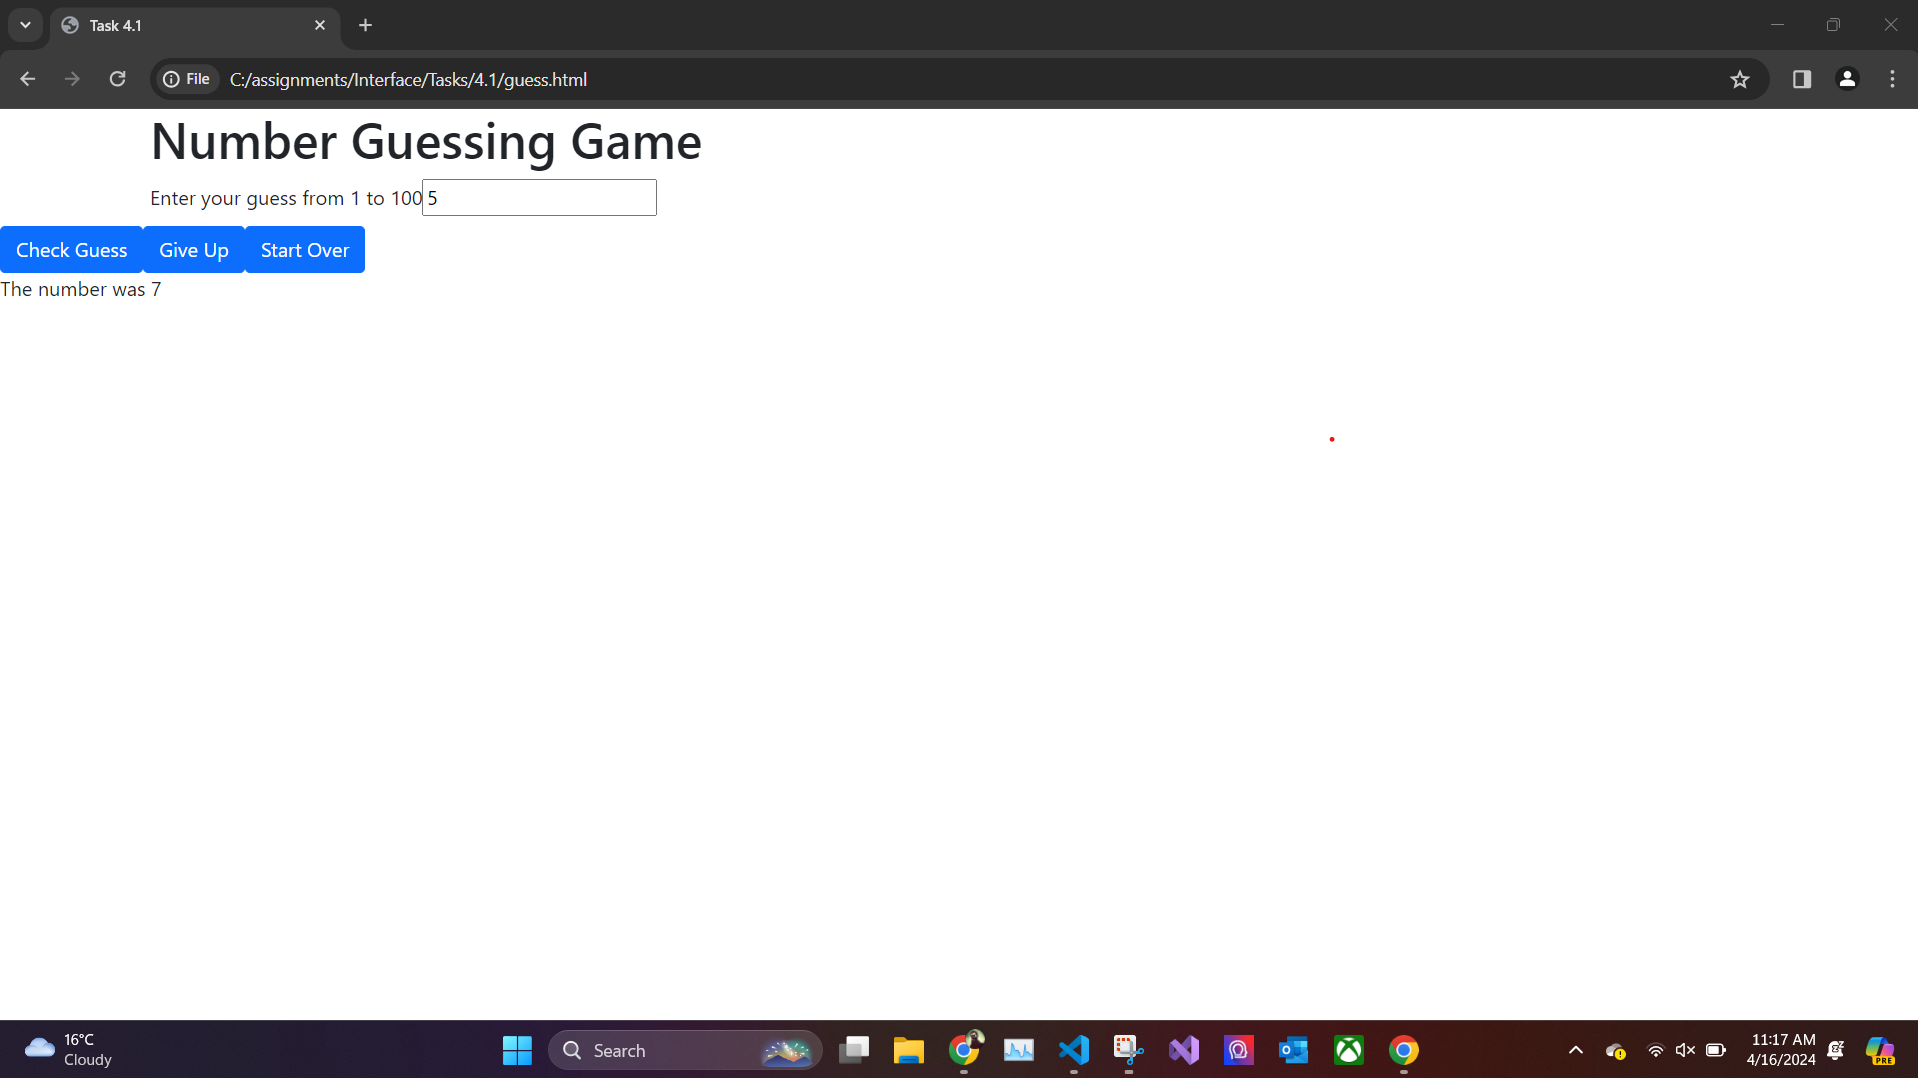 Task 4.1
File C:/assignments/Interface/Tasks/4.1/guess.html
Number Guessing Game
Enter your guess from 1 to 100 5
Check Guess Give Up Start Over
The number was 7
16°C
Cloudy
Search
11:17 AM
4/16/2024
PRE